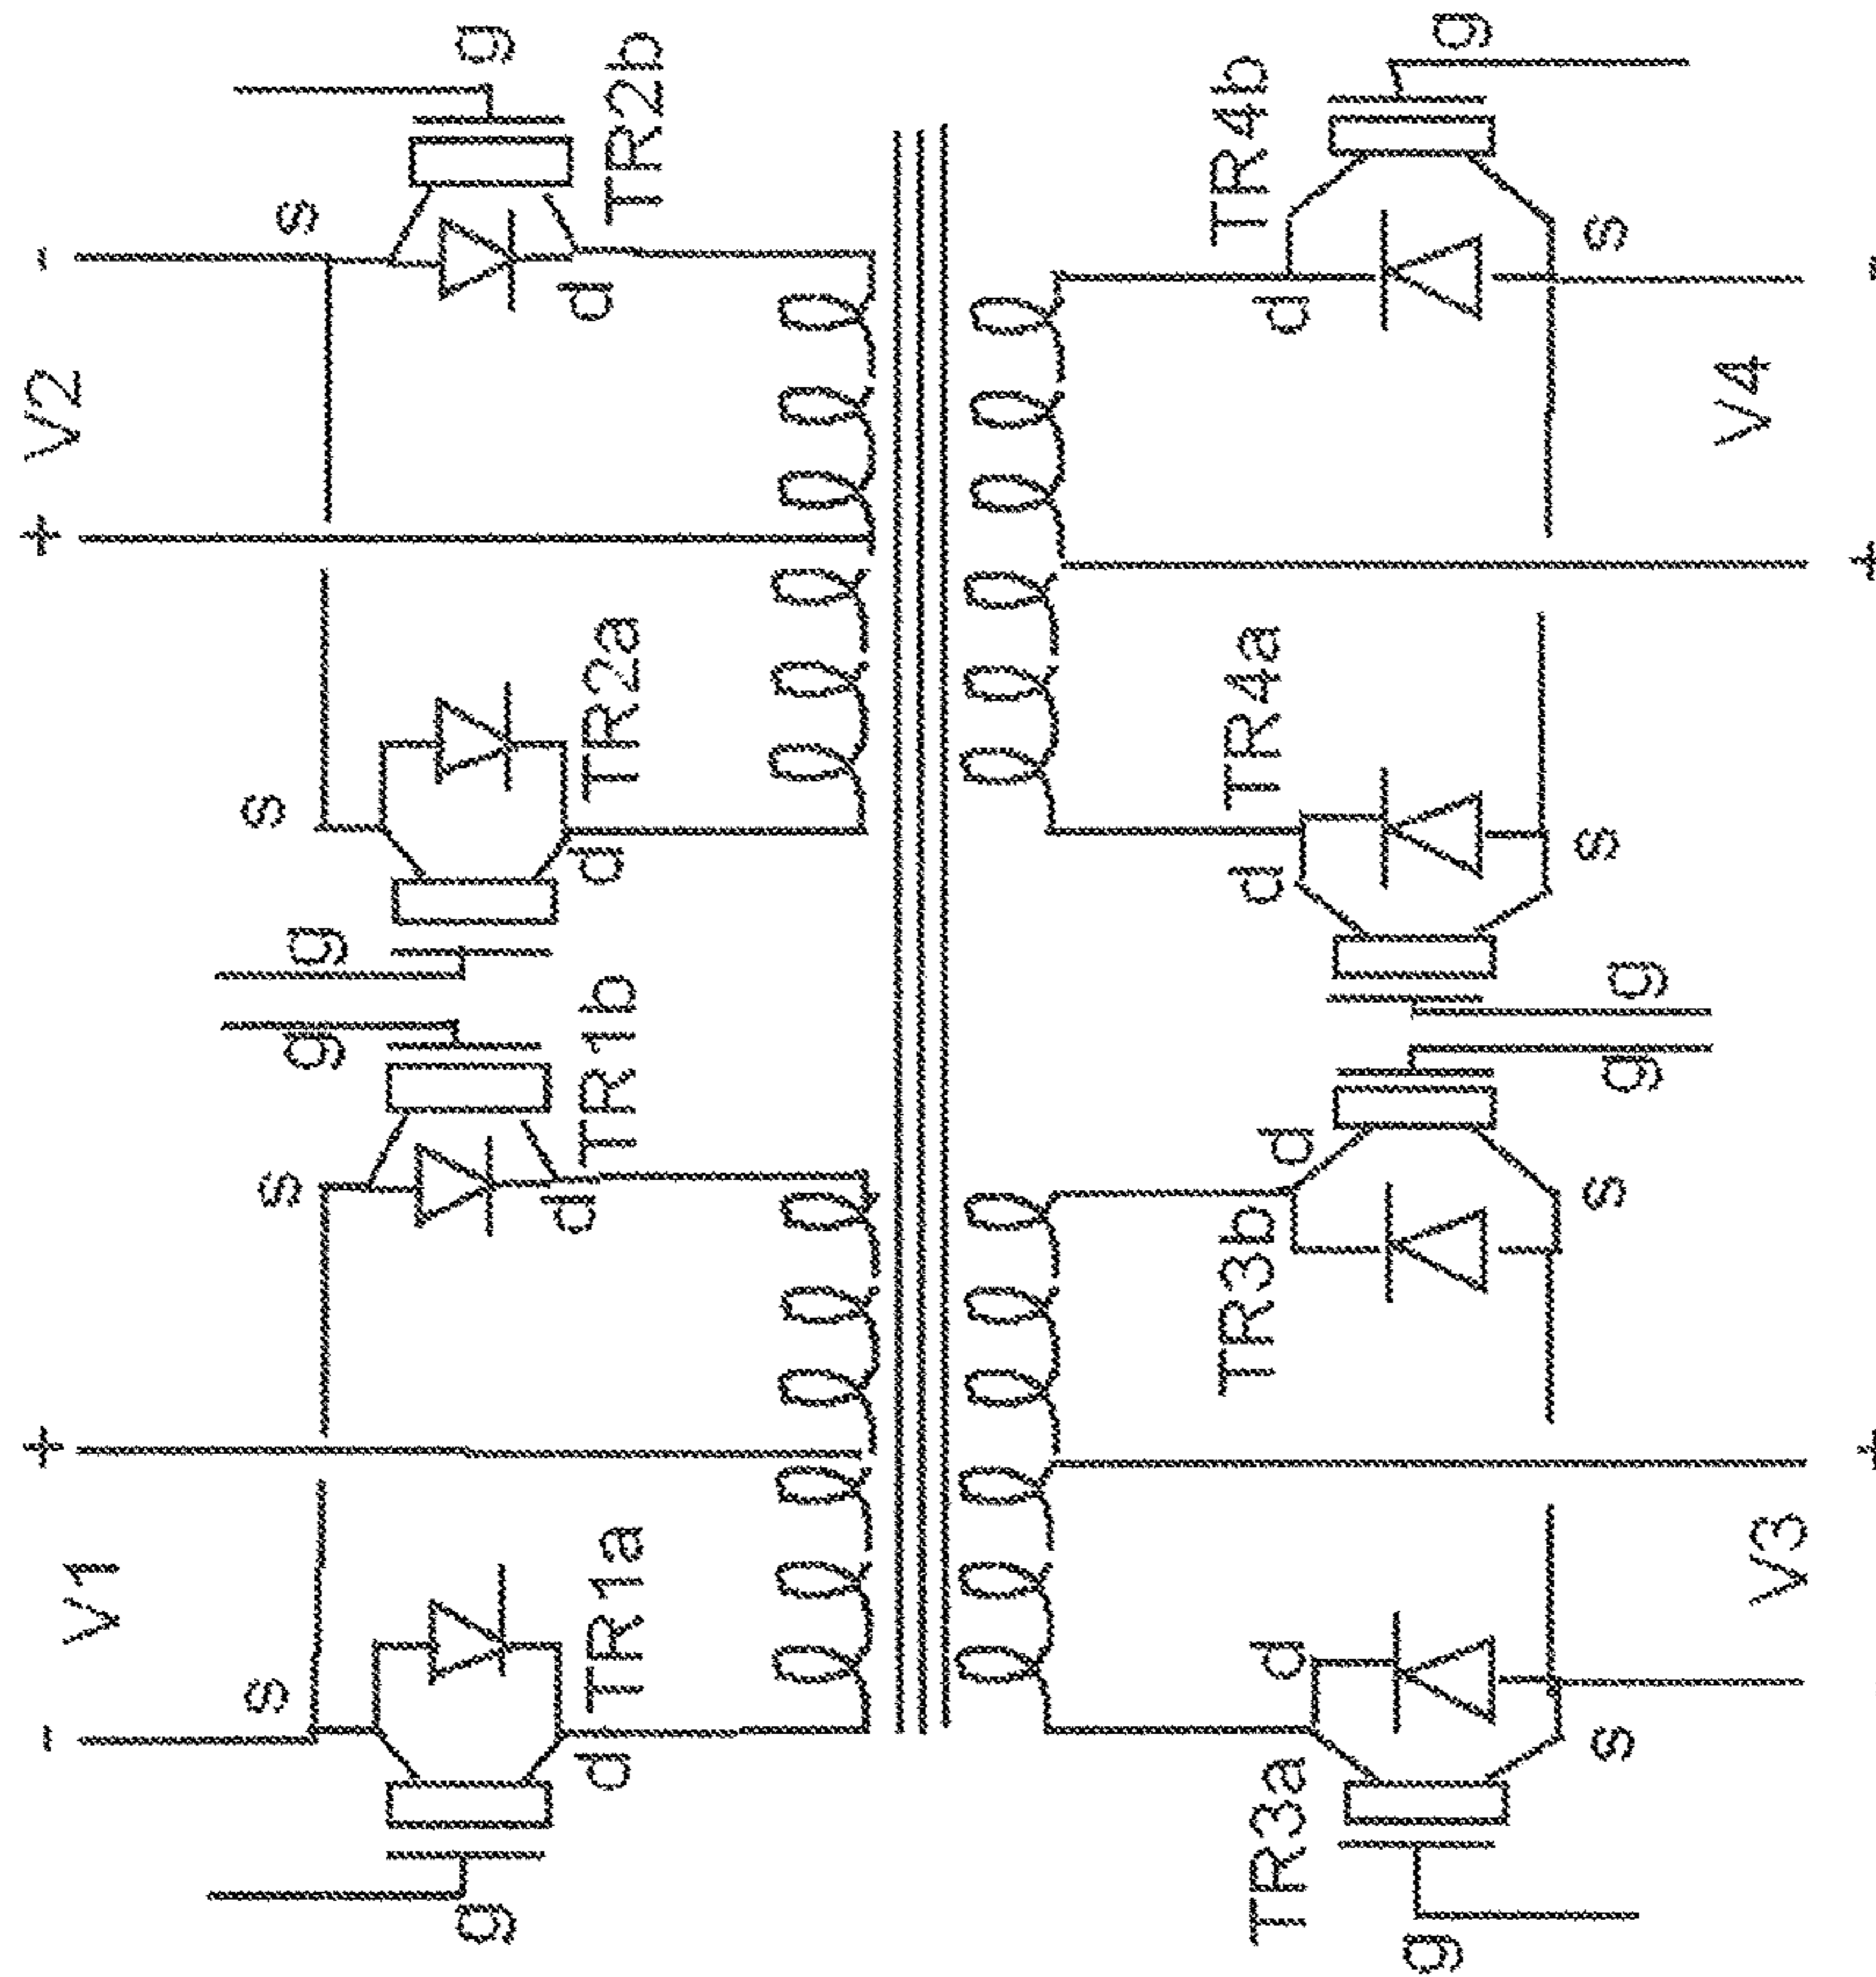 - V1 + + V2 -
s s s s
g g
g g
d TR1a d TR1b d TR2a d TR2b
TR3a d TR3b d d TR4a d TR4b
g g
s s s s
g g
V3 V4
+ + -